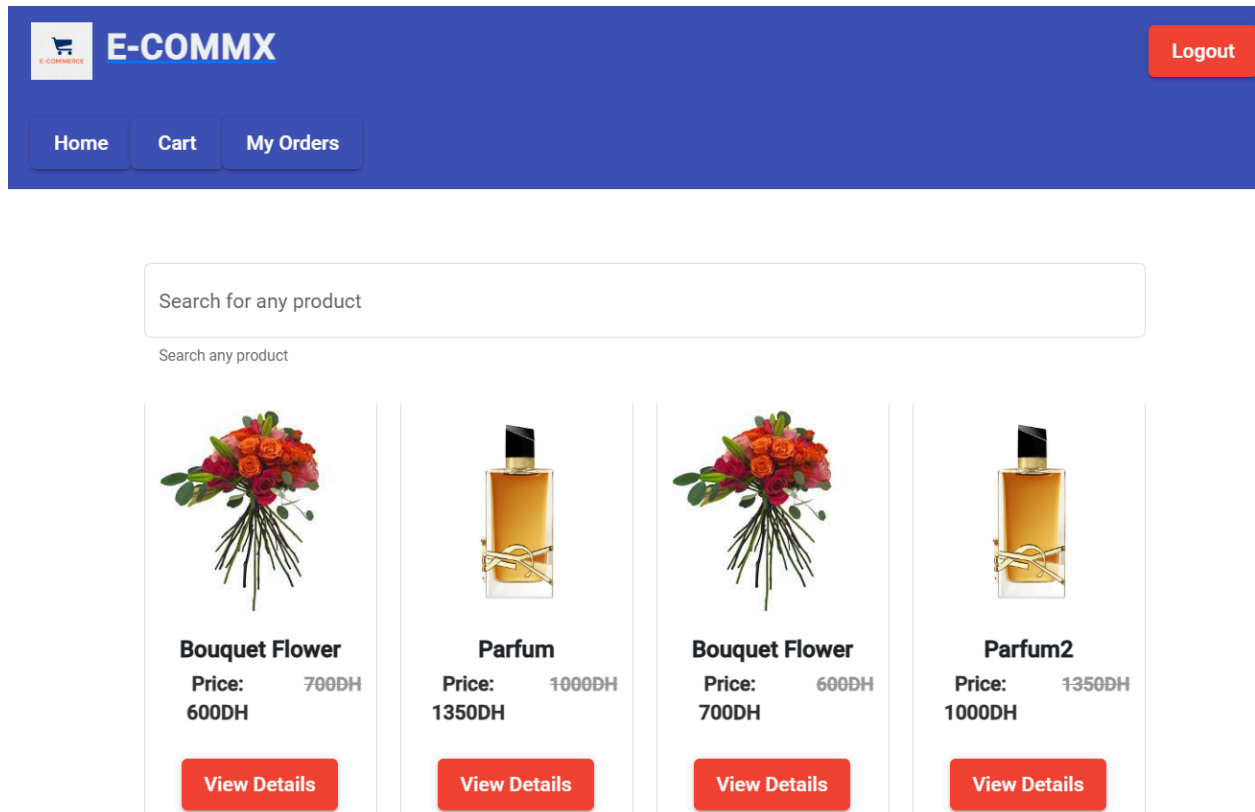 E-COMMERCE
E-COMMX
Logout
Home
Cart
My Orders
Search for any product
Search any product
Bouquet Flower
Price: 700DH
600DH
View Details
Parfum
Price: 1000DH
1350DH
View Details
Bouquet Flower
Price: 600DH
700DH
View Details
Parfum2
Price: 1350DH
1000DH
View Details